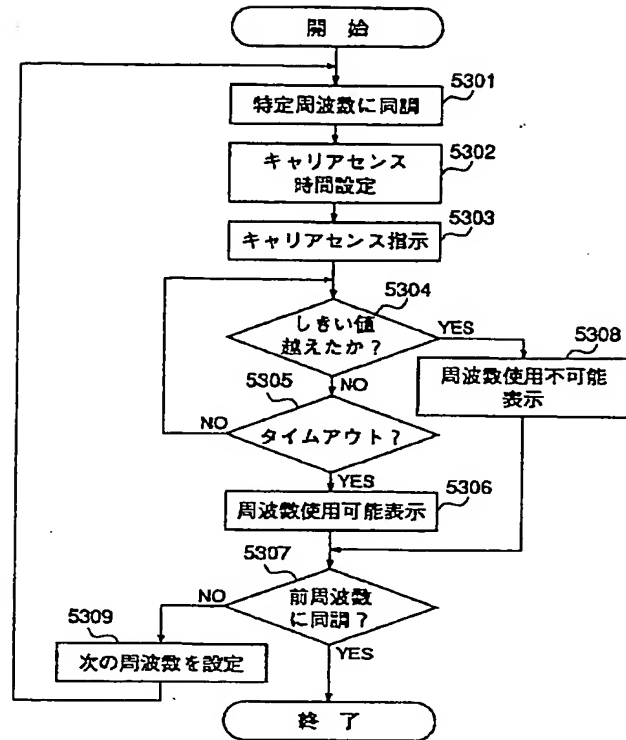 開 始
5301
特定周波数に同調
5302
キャリアセンス
時間設定
5303
キャリアセンス指示
5304
しきい値
越えたか?
YES
5308
周波数使用不可能
表示
NO
5305
タイムアウト?
NO
YES
5306
周波数使用可能表示
5307
前周波数
に同調?
NO
5309
次の周波数を設定
YES
終 了